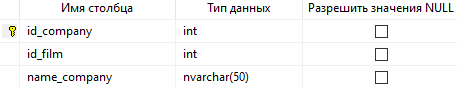 Имя столбца Тип данных Разрешить значения NULL
id_company int
id_film int
name_company nvarchar(50)